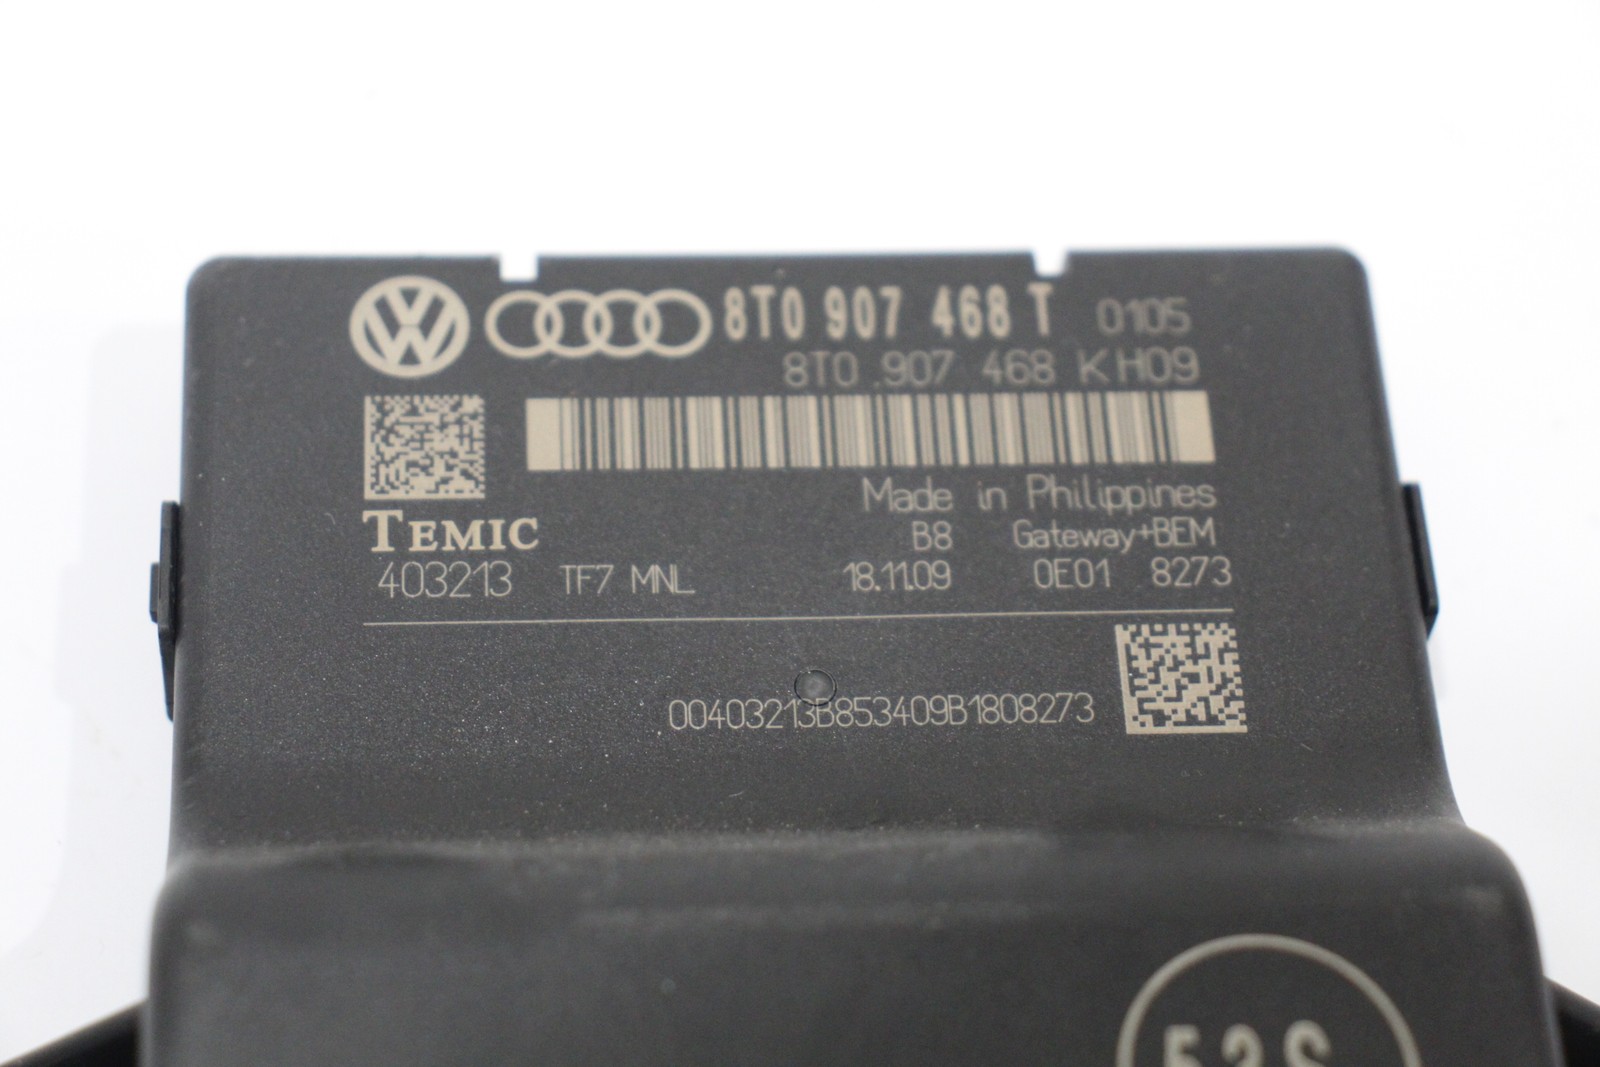 8T0 907 468 T 0105
8T0 907 468 K H09
Made in Philippines
TEMIC
B8 Gateway+BEM
403213 TF7 MNL 18.11.09 0E01 8273
00403213B853409B1808273